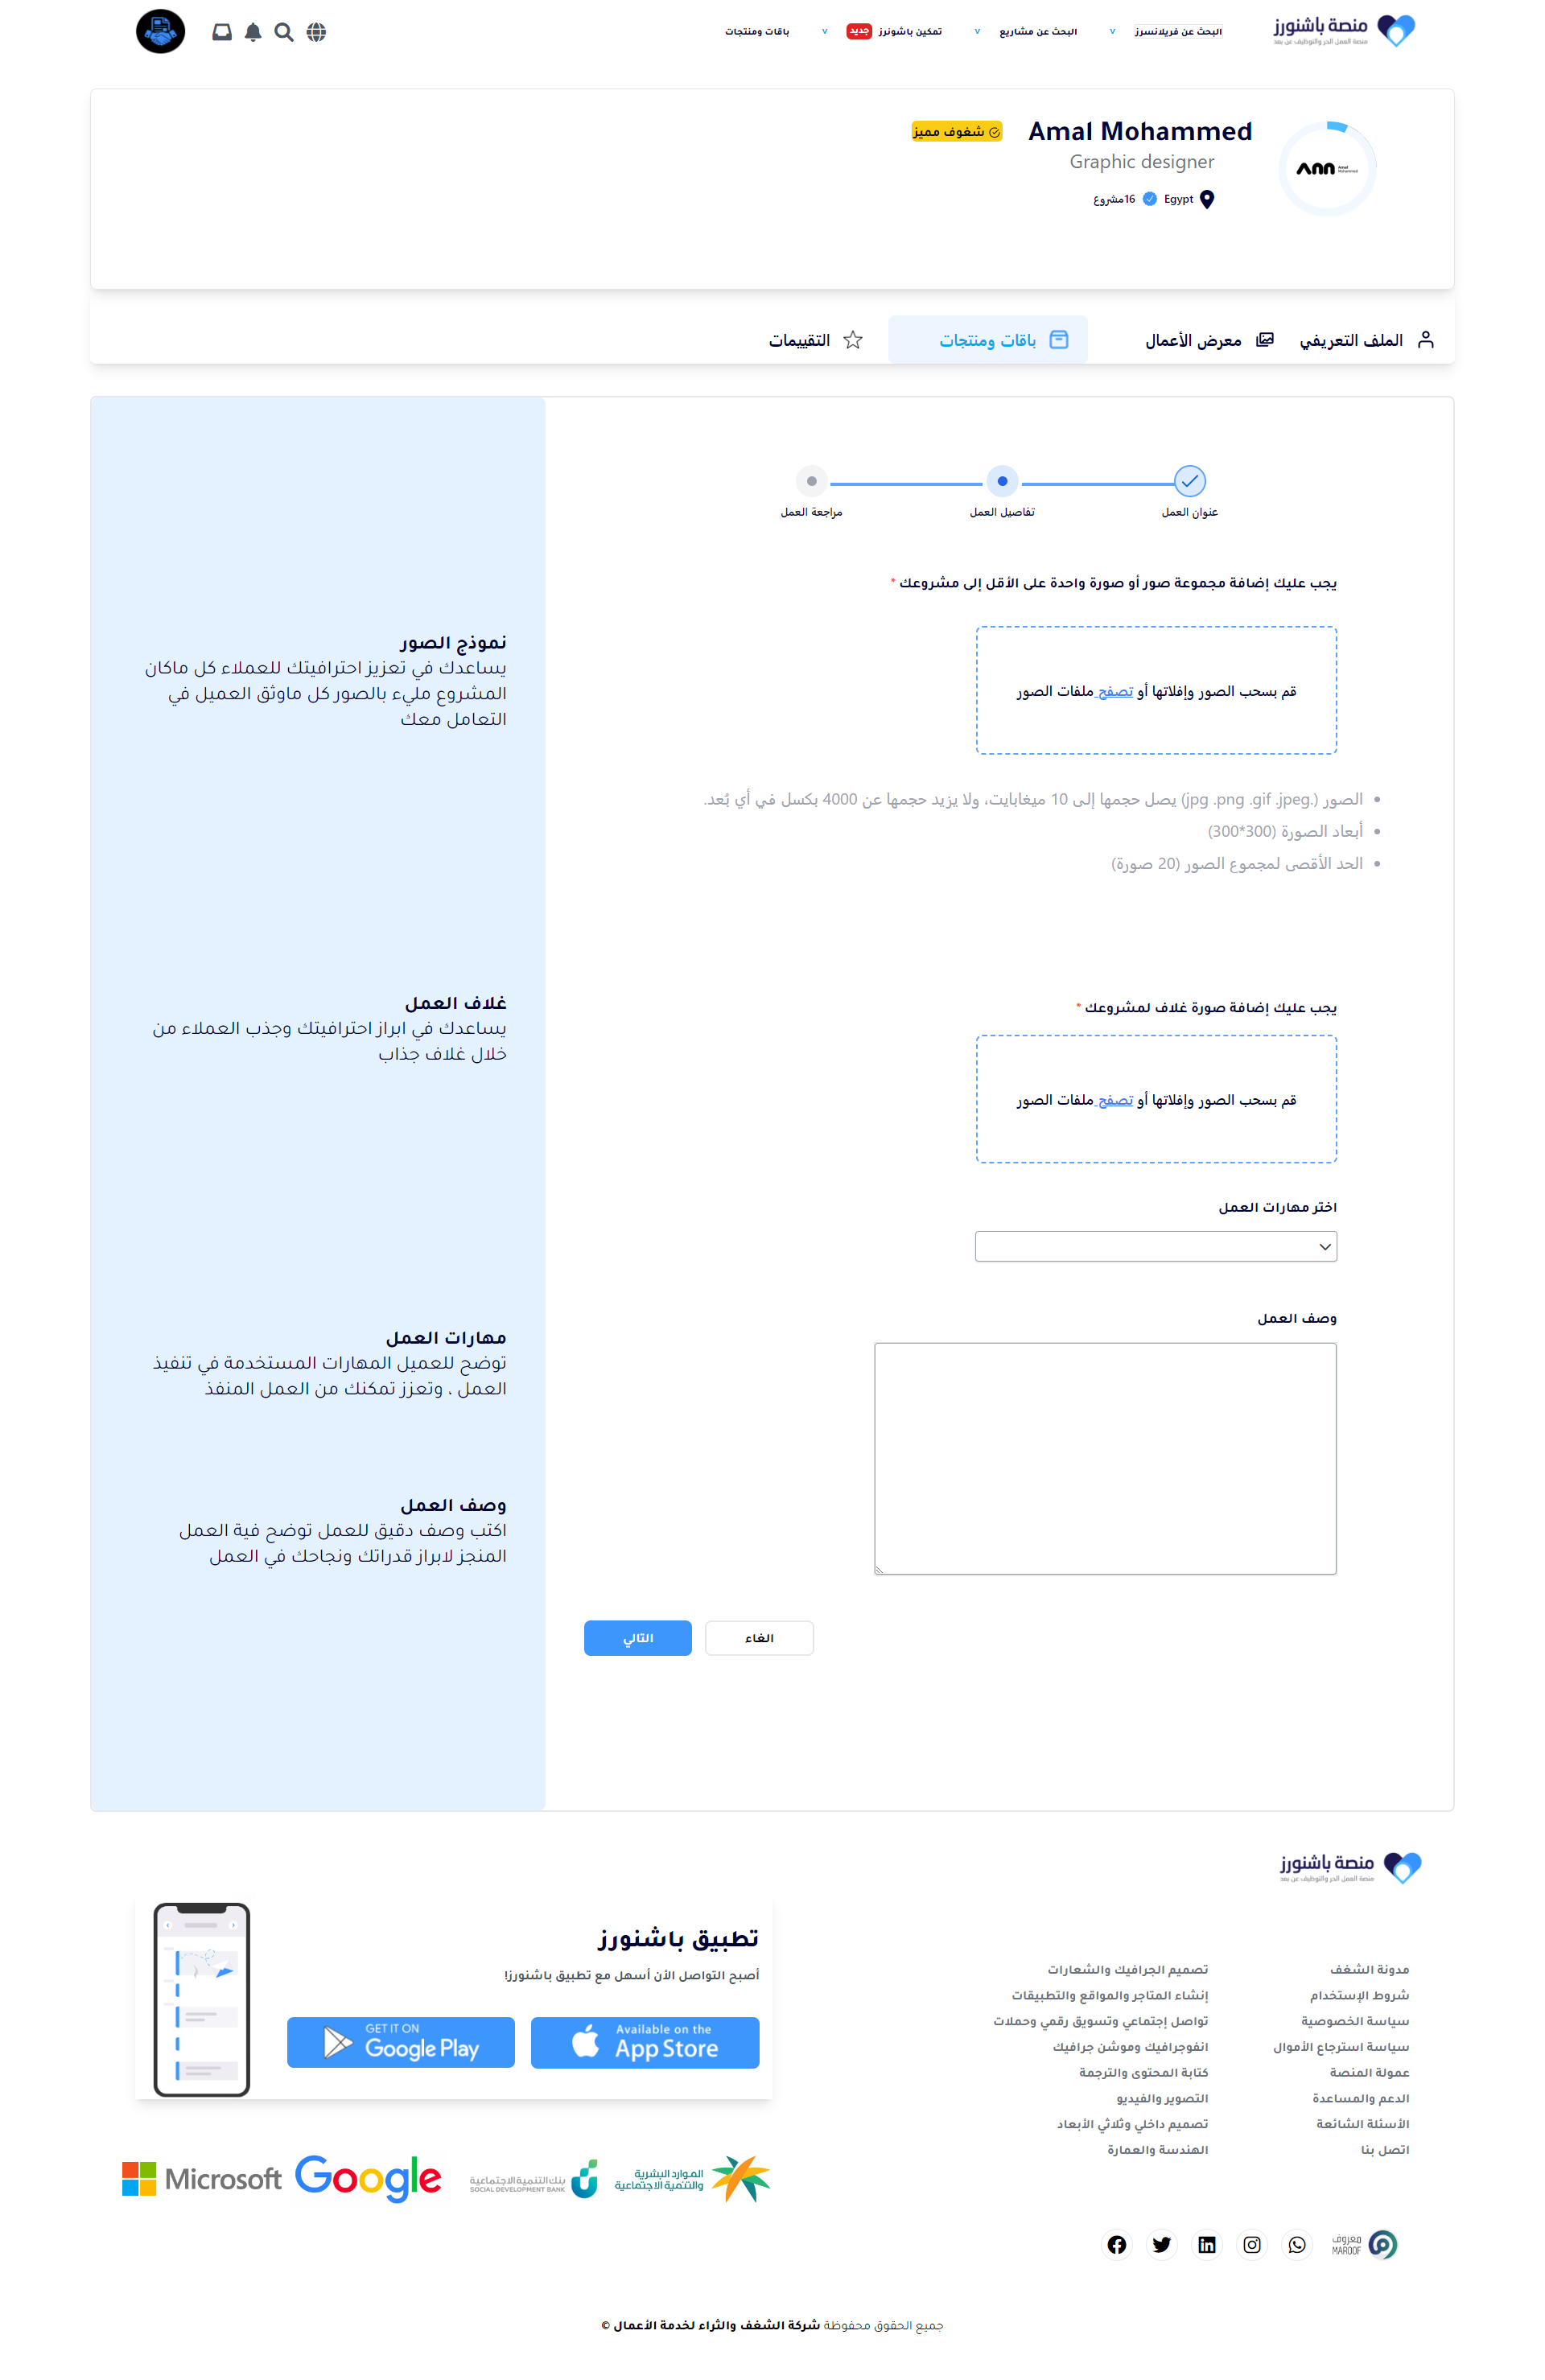 منصة باشنورز
منصة العمل الحر والتوظيف عن بعد
البحث عن فريلانسرز
البحث عن مشاريع
تمكين باشونرز جديد
باقات ومنتجات
Amal Mohammed
شغوف مميز
Graphic designer
Egypt
16مشروع
Amal
Mohammed
الملف التعريفي
معرض الأعمال
باقات ومنتجات
التقييمات
عنوان العمل
تفاصيل العمل
مراجعة العمل
يجب عليك إضافة مجموعة صور أو صورة واحدة على الأقل إلى مشروعك *
قم بسحب الصور وإفلاتها أو تصفح ملفات الصور
الصور (.jpg .png .gif .jpeg) يصل حجمها إلى 10 ميغابايت، ولا يزيد حجمها عن 4000 بكسل في أي بُعد.
أبعاد الصورة (300*300)
الحد الأقصى لمجموع الصور (20 صورة)
يجب عليك إضافة صورة غلاف لمشروعك *
قم بسحب الصور وإفلاتها أو تصفح ملفات الصور
اختر مهارات العمل
وصف العمل
الغاء
التالي
نموذج الصور
يساعدك في تعزيز احترافيتك للعملاء كل ماكان
المشروع مليء بالصور كل ماوثق العميل في
التعامل معك
غلاف العمل
يساعدك في ابراز احترافيتك وجذب العملاء من
خلال غلاف جذاب
مهارات العمل
توضح للعميل المهارات المستخدمة في تنفيذ
العمل ، وتعزز تمكنك من العمل المنفذ
وصف العمل
اكتب وصف دقيق للعمل توضح فية العمل
المنجز لابراز قدراتك ونجاحك في العمل
منصة باشنورز
منصة العمل الحر والتوظيف عن بعد
مدونة الشغف
شروط الإستخدام
سياسة الخصوصية
سياسة استرجاع الأموال
عمولة المنصة
الدعم والمساعدة
الأسئلة الشائعة
اتصل بنا
تصميم الجرافيك والشعارات
إنشاء المتاجر والمواقع والتطبيقات
تواصل إجتماعي وتسويق رقمي وحملات
انفوجرافيك وموشن جرافيك
كتابة المحتوى والترجمة
التصوير والفيديو
تصميم داخلي وثلاثي الأبعاد
الهندسة والعمارة
تطبيق باشنورز
أصبح التواصل الأن أسهل مع تطبيق باشنورز!
Available on the
App Store
GET IT ON
Google Play
الموارد البشرية
والتنمية الاجتماعية
بنك التنمية الاجتماعية
SOCIAL DEVELOPMENT BANK
Google
Microsoft
معروف
MAROOF
جميع الحقوق محفوظة شركة الشغف والثراء لخدمة الأعمال ©